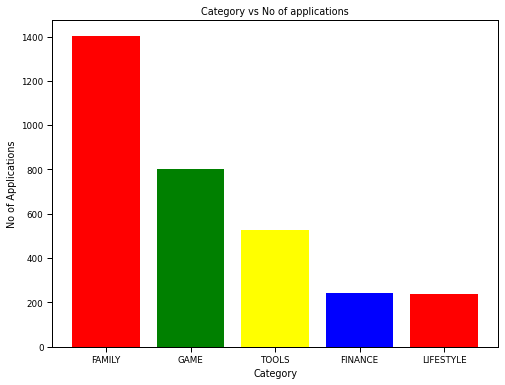 Category vs No of applications
No of Applications
1400
1200
1000
800
600
400
200
0
FAMILY GAME TOOLS FINANCE LIFESTYLE
Category